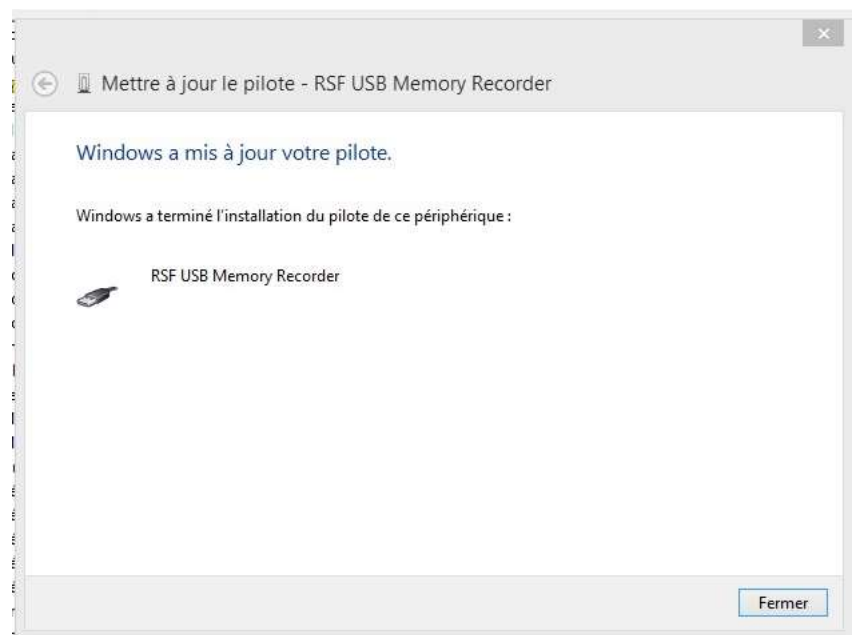 Mettre à jour le pilote - RSF USB Memory Recorder
Windows a mis à jour votre pilote.
Windows a terminé l'installation du pilote de ce périphérique :
RSF USB Memory Recorder
Fermer